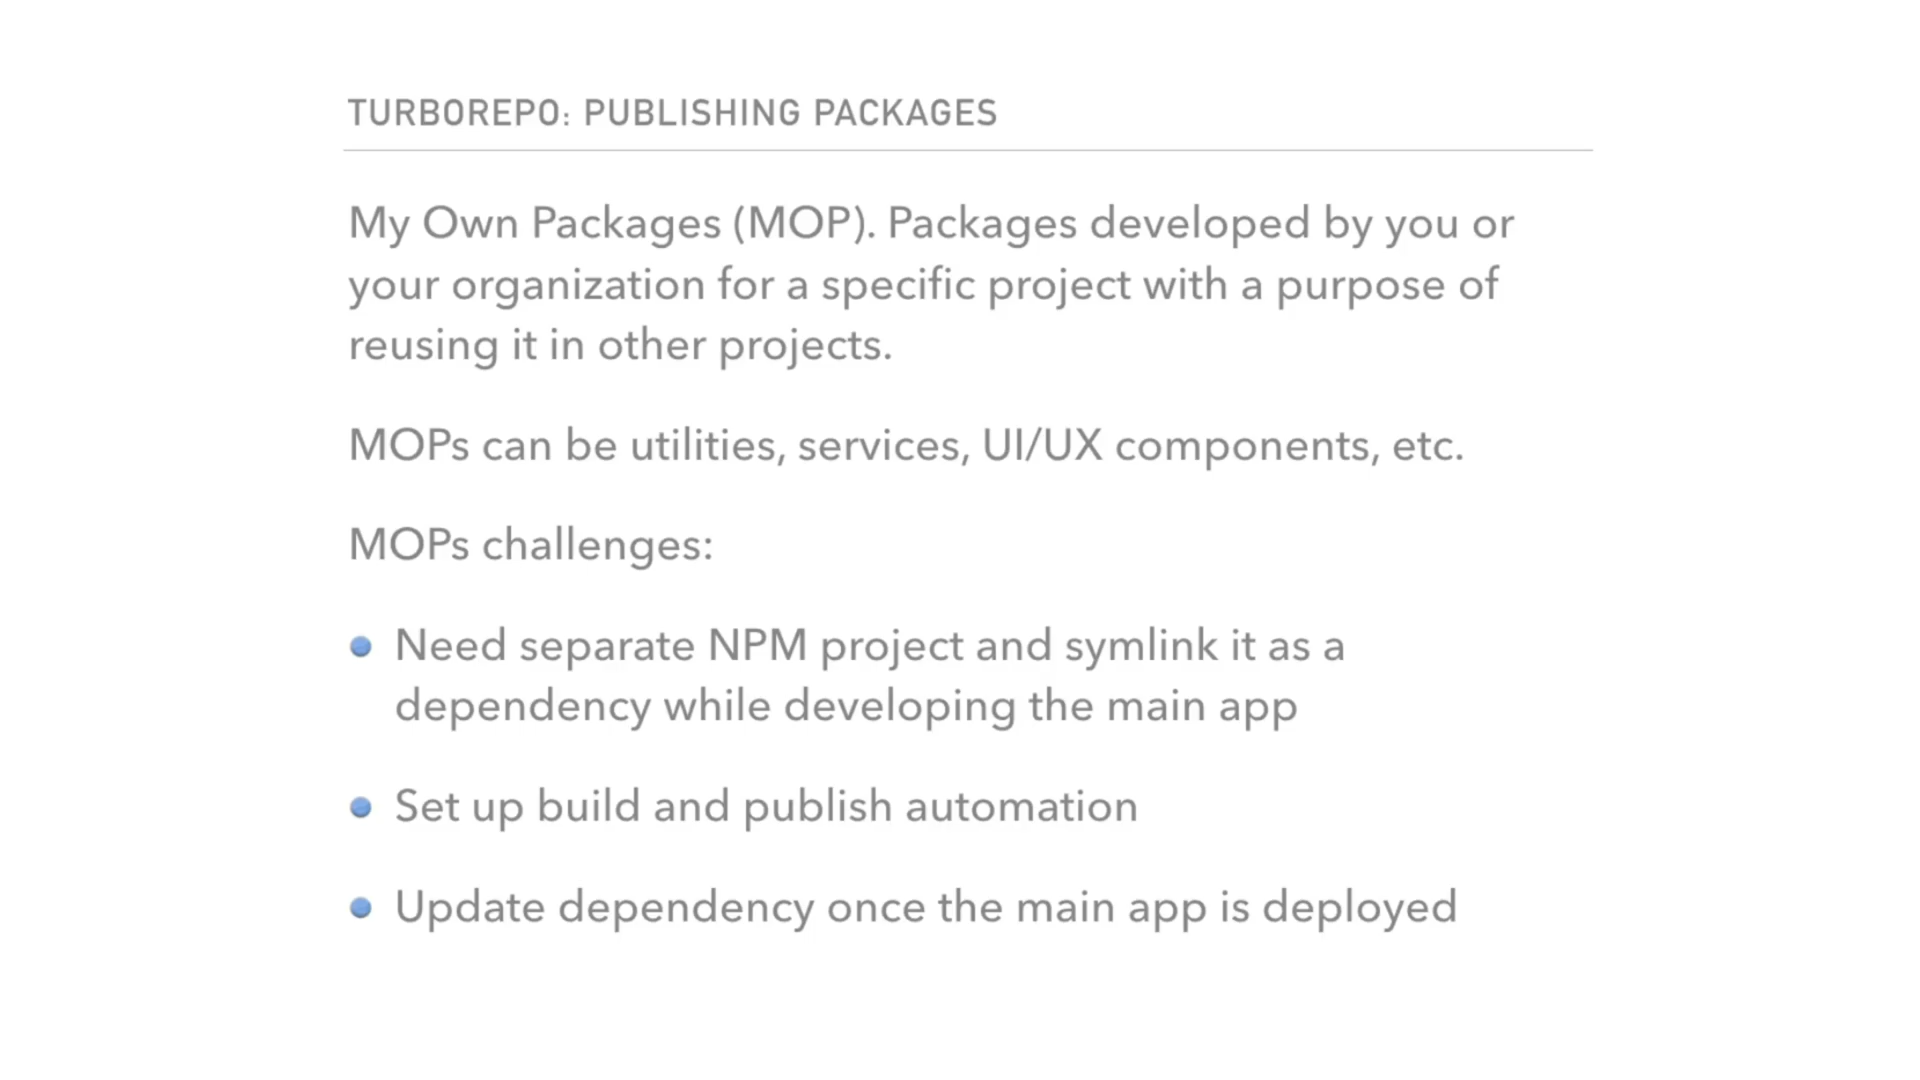 TURBOREPO: PUBLISHING PACKAGES
My Own Packages (MOP). Packages developed by you or
your organization for a specific project with a purpose of
reusing it in other projects.
MOPs can be utilities, services, UI/UX components, etc.
MOPs challenges:
Need separate NPM project and symlink it as a
dependency while developing the main app
Set up build and publish automation
Update dependency once the main app is deployed